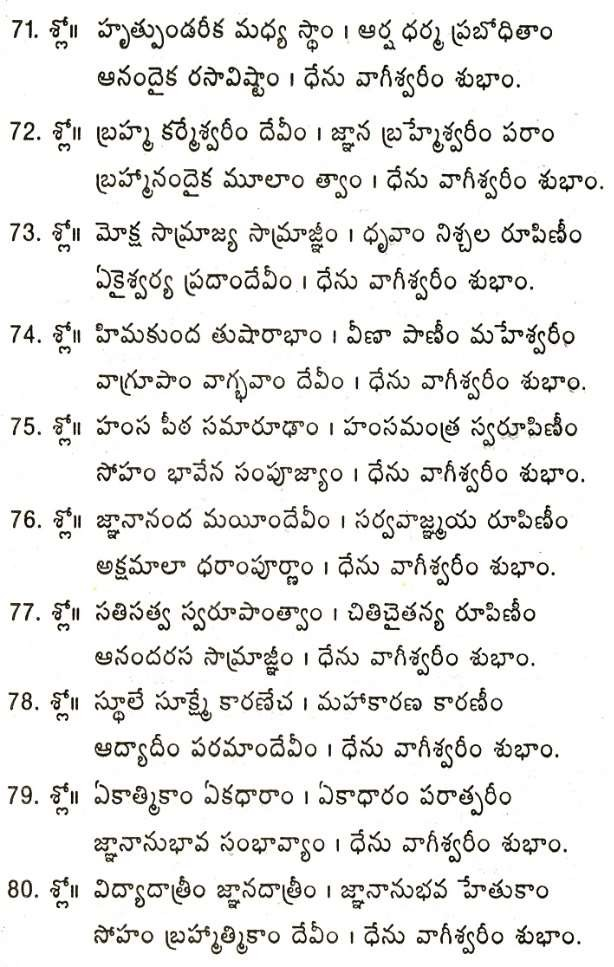 71. శ్లో॥ హృత్పుండరీక మధ్య స్థాం । ఆర్ష ధర్మ ప్రబోధితాం
ఆనందైక రసావిష్టాం । ధేను వాగీశ్వరీం శుభాం.
72. శ్లో॥ బ్రహ్మ కర్మేశ్వరీం దేవీం । జ్ఞాన బ్రహ్మేశ్వరీం పరాం
బ్రహ్మానందైక మూలాం త్వాం । ధేను వాగీశ్వరీం శుభాం.
73. శ్లో॥ మోక్ష సామ్రాజ్య సామ్రాజ్ఞీం । ధృవాం నిశ్చల రూపిణీం
ఏకైశ్వర్య ప్రదాందేవీం । ధేను వాగీశ్వరీం శుభాం.
74. శ్లో॥ హిమకుంద తుషారాభాం । వీణా పాణీం మహేశ్వరీం
వాగ్రూపాం వాగ్భవాం దేవీం । ధేను వాగీశ్వరీం శుభాం.
75. శ్లో॥ హంస పీఠ సమారూఢాం । హంసమంత్ర స్వరూపిణీం
సోహం భావేన సంపూజ్యాం । ధేను వాగీశ్వరీం శుభాం.
76. శ్లో॥ జ్ఞానానంద మయీందేవీం । సర్వవాజ్మయ రూపిణీం
అక్షమాలా ధరాంపూర్ణాం । ధేను వాగీశ్వరీం శుభాం.
77. శ్లో॥ సతిసత్వ స్వరూపాంత్వాం । చితిచైతన్య రూపిణీం
ఆనందరస సామ్రాజ్ఞీం । ధేను వాగీశ్వరీం శుభాం.
78. శ్లో॥ స్థూలే సూక్ష్మే కారణేచ । మహాకారణ కారణీం
ఆద్యాదీం పరమాందేవీం । ధేను వాగీశ్వరీం శుభాం.
79. శ్లో॥ ఏకాత్మికాం ఏకధారాం । ఏకాధారం పరాత్పరీం
జ్ఞానానుభావ సంభావ్యాం । ధేను వాగీశ్వరీం శుభాం.
80. శ్లో॥ విద్యాదాత్రీం జ్ఞానదాత్రీం । జ్ఞానానుభవ హేతుకాం
సోహం బ్రహ్మాత్మికాం దేవీం । ధేను వాగీశ్వరీం శుభాం.